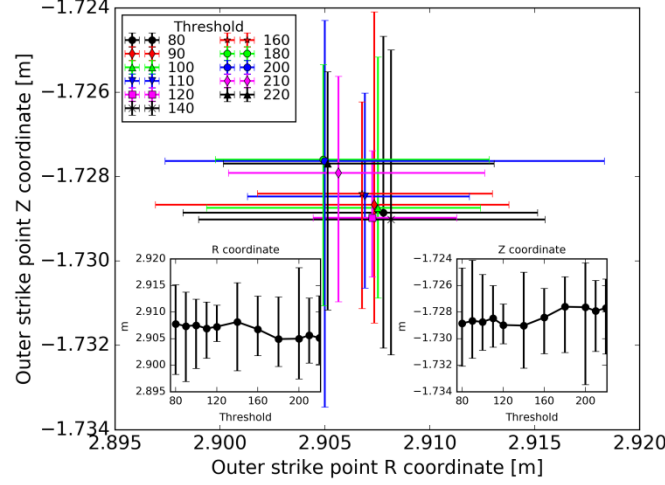 −1.724
−1.726
−1.728
−1.730
−1.732
−1.734
Outer strike point Z coordinate [m]
Threshold
80 160
90 180
100 200
110 210
120 220
140
R coordinate
2.920
2.915
2.910
2.905
2.900
2.895
m
80 120 160 200
Threshold
Z coordinate
−1.724
−1.726
−1.728
−1.730
−1.732
−1.734
m
80 120 160 200
Threshold
2.895 2.900 2.905 2.910 2.915 2.920
Outer strike point R coordinate [m]